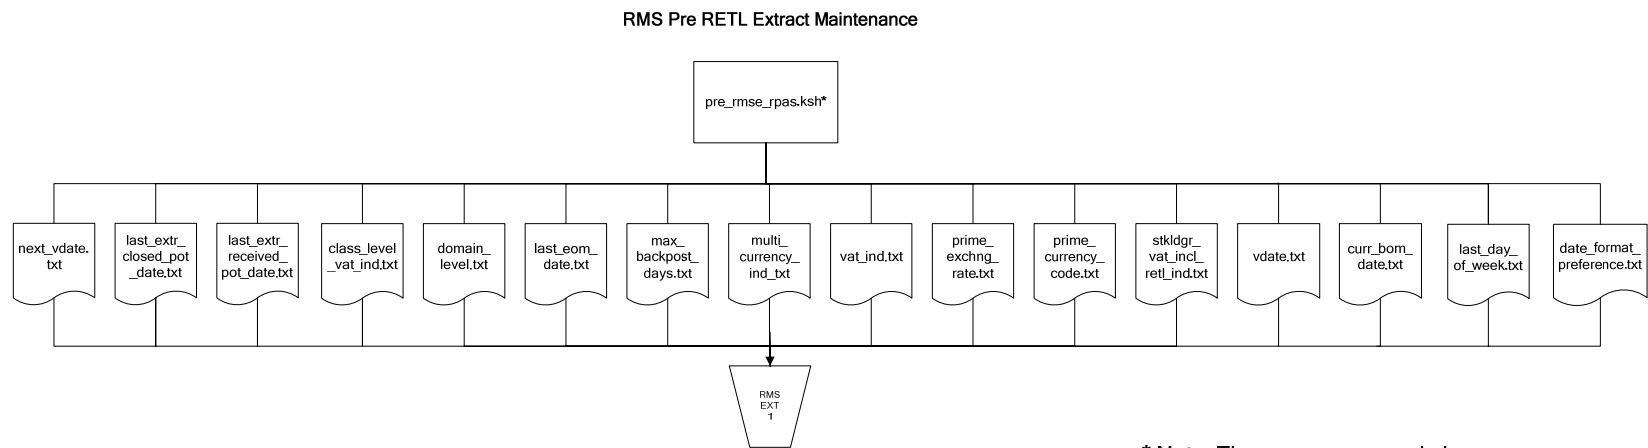 RMS Pre RETL Extract Maintenance
pre_rmse_rpas.ksh*
next_vdate.
txt
last_extr_
closed_pot
_date.txt
last_extr_
received_
pot_date.txt
class_level
_vat_ind.txt
domain_
level.txt
last_eom_
date.txt
max_
backpost_
days.txt
multi_
currency_
ind_txt
vat_ind.txt
prime_
exchng_
rate.txt
prime_
currency_
code.txt
stkldgr_
vat_incl_
retl_ind.txt
vdate.txt
curr_bom_
date.txt
last_day_
of_week.txt
date_format_
preference.txt
RMS
EXT
1